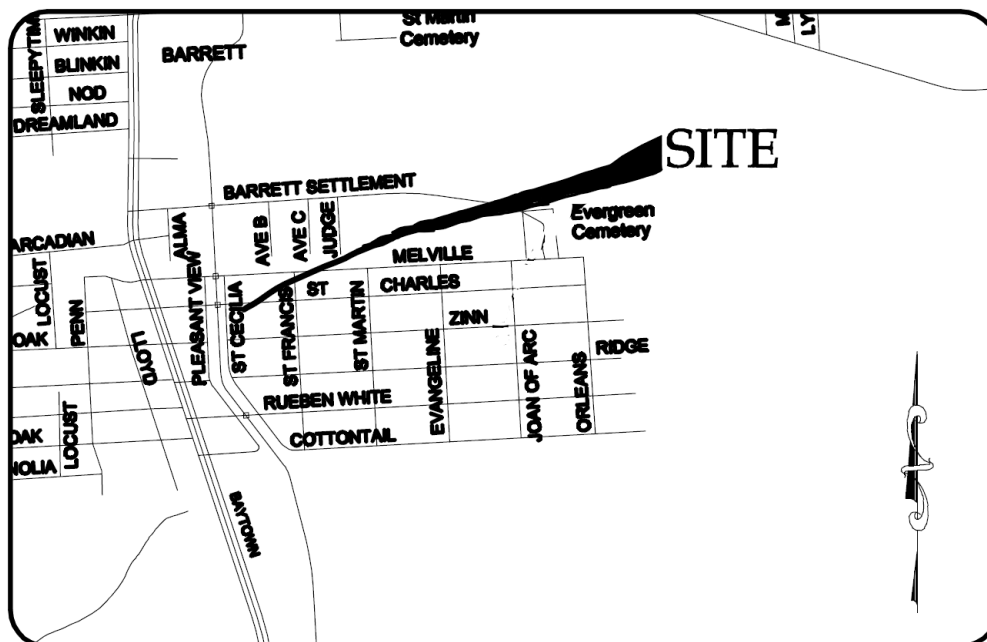 SLEEPYTIM
WINKIN
BLINKIN
NOD
DREAMLAND
BARRETT
St Martin
Cemetery
M
LY
SITE
BARRETT SETTLEMENT
Evergreen
Cemetery
ARCADIAN
ALMA
AVE B
AVE C
JUDGE
MELVILLE
LOCUST
PLEASANT VIEW
ST CECILIA
ST FRANCIS
ST
CHARLES
OAK
PENN
LLOYD
ST MARTIN
ZINN
EVANGELINE
JOAN OF ARC
ORLEANS
RIDGE
RUEBEN WHITE
OAK
LOCUST
COTTONTAIL
NOLIA
BAYTOWN